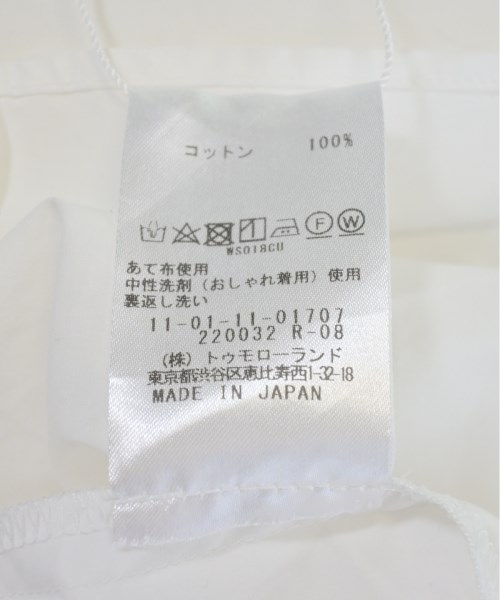 コットン 100%
F W
WS018CU
あて布使用
中性洗剤（おしゃれ着用）使用
裏返し洗い
11-01-11-01707
220032 R-08
（株）トゥモローランド
東京都渋谷区恵比寿西1-32-18
MADE IN JAPAN